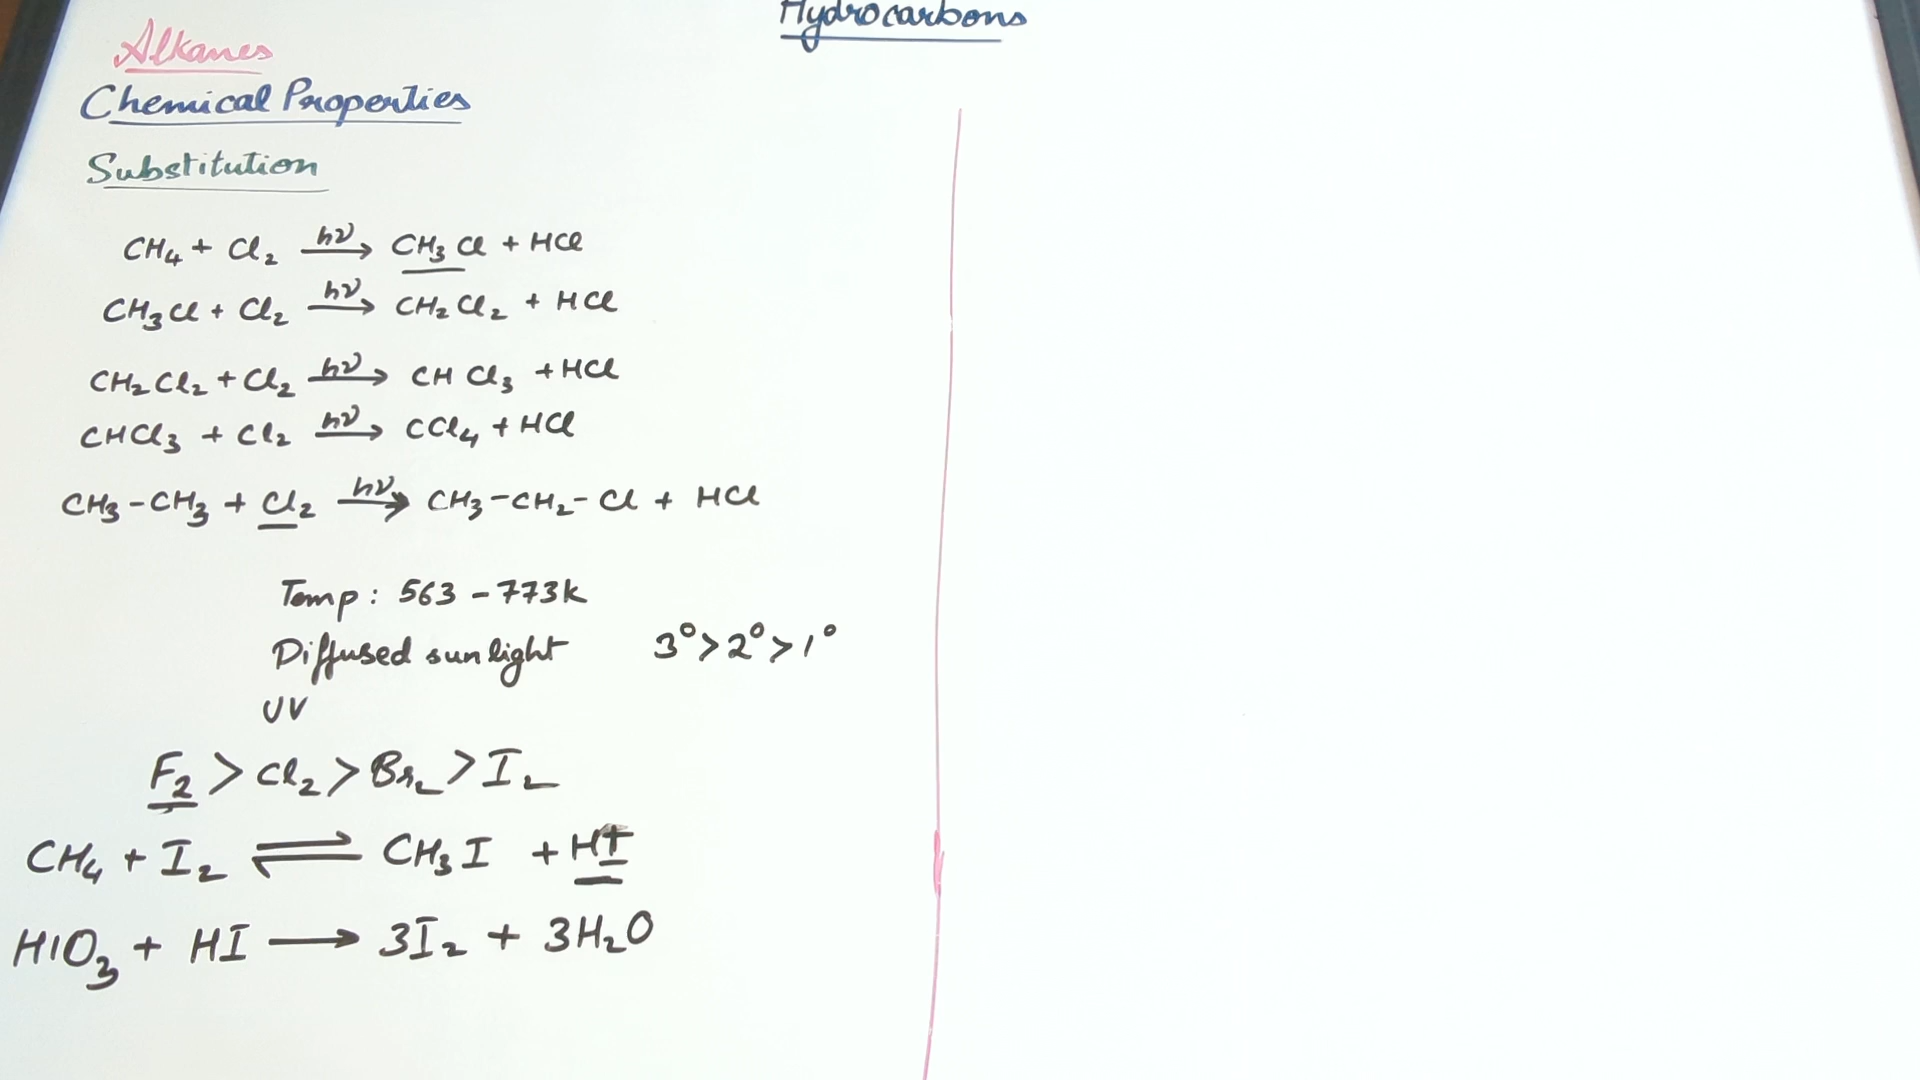 Hydrocarbons
Alkanes
Chemical Properties
Substitution
CH₄ + Cl₂ —hν→ CH₃Cl + HCl
CH₃Cl + Cl₂ —hν→ CH₂Cl₂ + HCl
CH₂Cl₂ + Cl₂ —hν→ CHCl₃ + HCl
CHCl₃ + Cl₂ —hν→ CCl₄ + HCl
CH₃-CH₃ + Cl₂ —hν→ CH₃-CH₂-Cl + HCl
Temp: 563 - 773k
Diffused sunlight 3° > 2° > 1°
UV
F₂ > Cl₂ > Br₂ > I₂
CH₄ + I₂ ⇌ CH₃I + HI
HIO₃ + HI ⟶ 3I₂ + 3H₂O